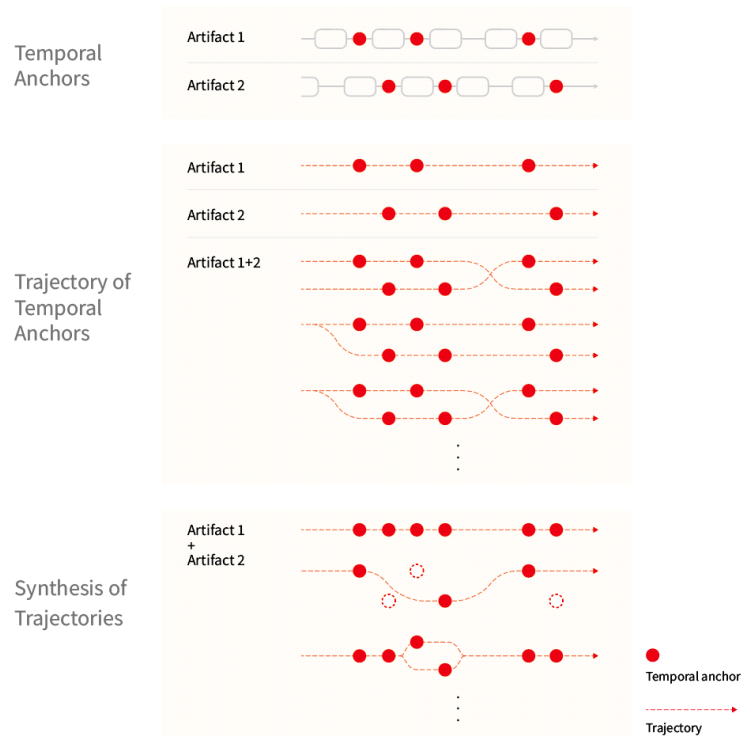 Temporal
Anchors
Artifact 1
Artifact 2
Trajectory of
Temporal
Anchors
Artifact 1
Artifact 2
Artifact 1+2
Synthesis of
Trajectories
Artifact 1
+
Artifact 2
Temporal anchor
Trajectory